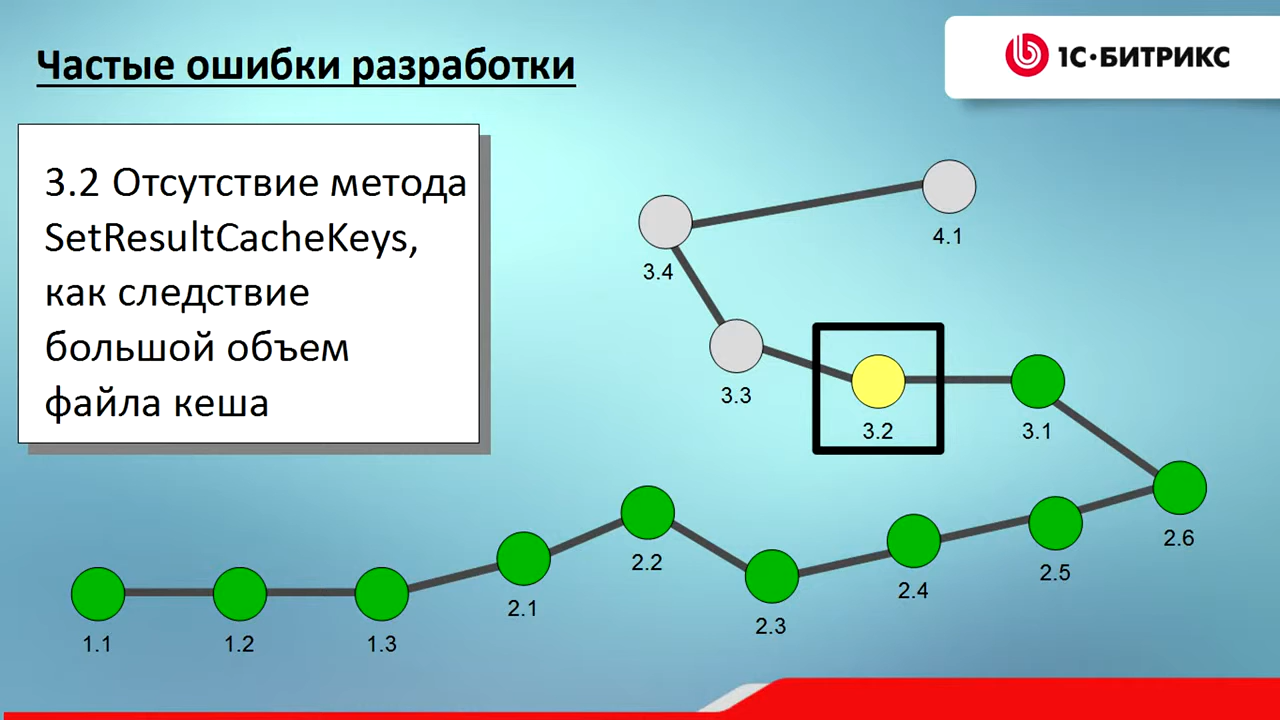 Частые ошибки разработки
1С·БИТРИКС
3.2 Отсутствие метода
SetResultCacheKeys,
как следствие
большой объем
файла кеша
4.1
3.4
3.3
3.2
3.1
2.6
2.5
2.4
2.3
2.2
2.1
1.3
1.2
1.1